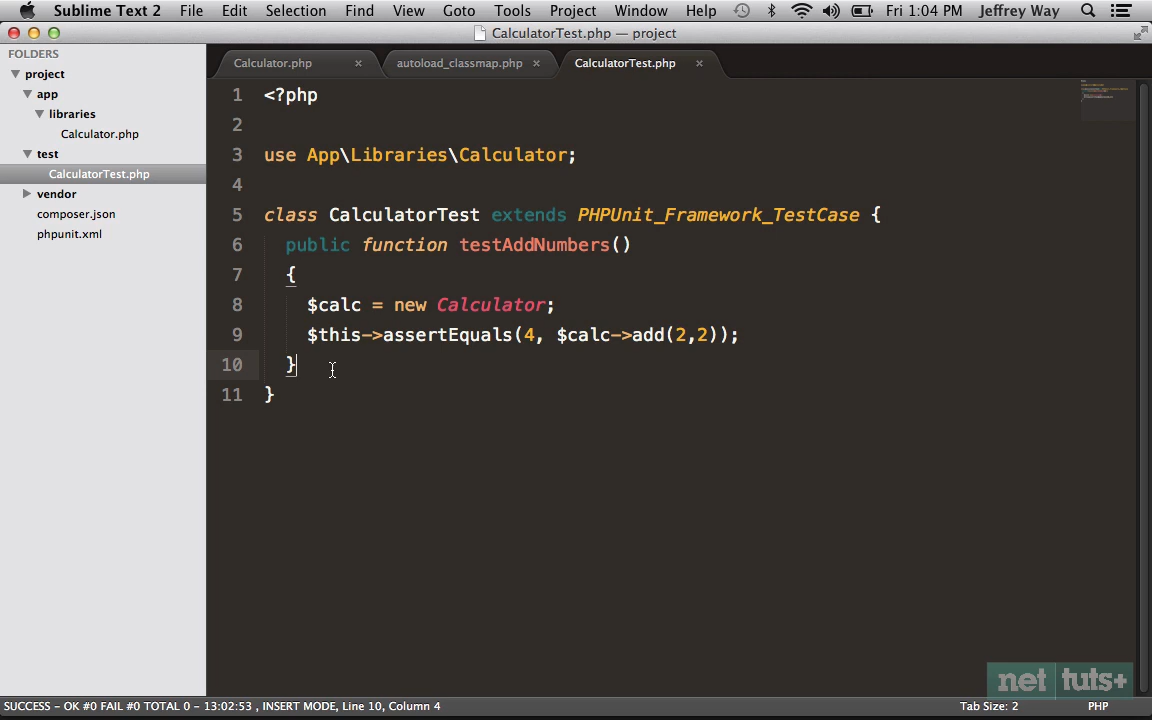 Sublime Text 2 File Edit Selection Find View Goto Tools Project Window Help Fri 1:04 PM Jeffrey Way
CalculatorTest.php — project
FOLDERS
project
app
libraries
Calculator.php
test
CalculatorTest.php
vendor
composer.json
phpunit.xml
Calculator.php × autoload_classmap.php × CalculatorTest.php ×
1 <?php
2
3 use App\Libraries\Calculator;
4
5 class CalculatorTest extends PHPUnit_Framework_TestCase {
6 public function testAddNumbers()
7 {
8 $calc = new Calculator;
9 $this->assertEquals(4, $calc->add(2,2));
10 }
11 }
net tuts+
SUCCESS - OK #0 FAIL #0 TOTAL 0 - 13:02:53 , INSERT MODE, Line 10, Column 4 Tab Size: 2 PHP